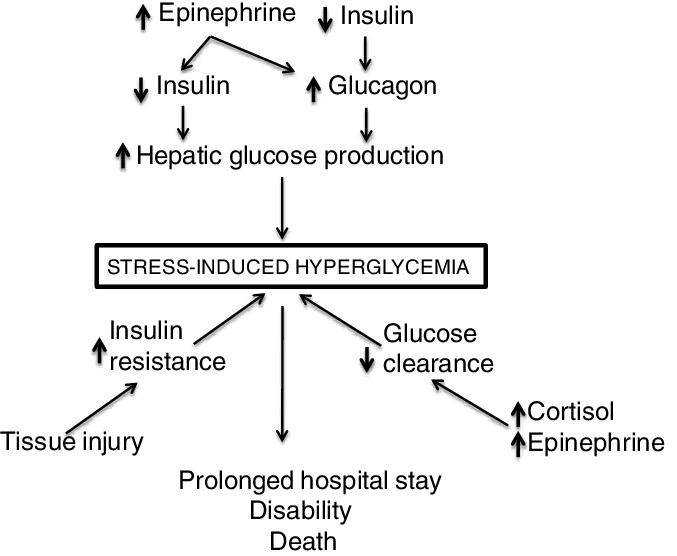 Epinephrine
Insulin
Insulin
Glucagon
Hepatic glucose production
STRESS-INDUCED HYPERGLYCEMIA
Insulin
resistance
Glucose
clearance
Tissue injury
Cortisol
Epinephrine
Prolonged hospital stay
Disability
Death